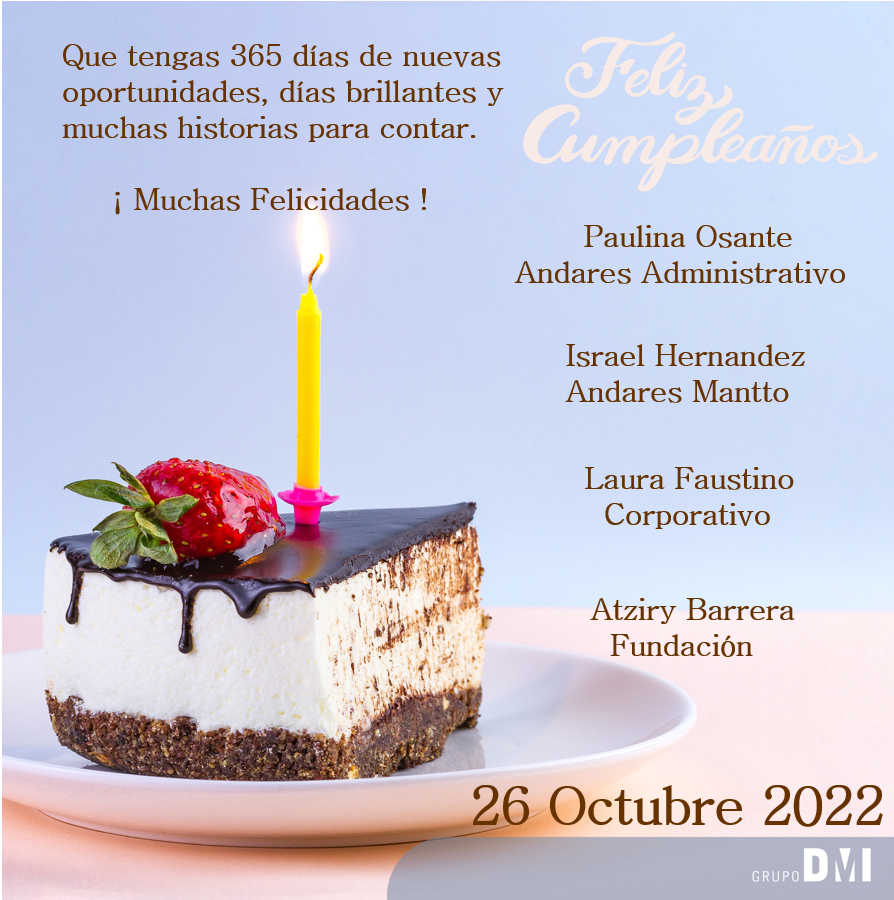 Que tengas 365 días de nuevas
oportunidades, días brillantes y
muchas historias para contar.
¡ Muchas Felicidades !
Feliz
Cumpleaños
Paulina Osante
Andares Administrativo
Israel Hernandez
Andares Mantto
Laura Faustino
Corporativo
Atziry Barrera
Fundación
26 Octubre 2022
GRUPO DMI